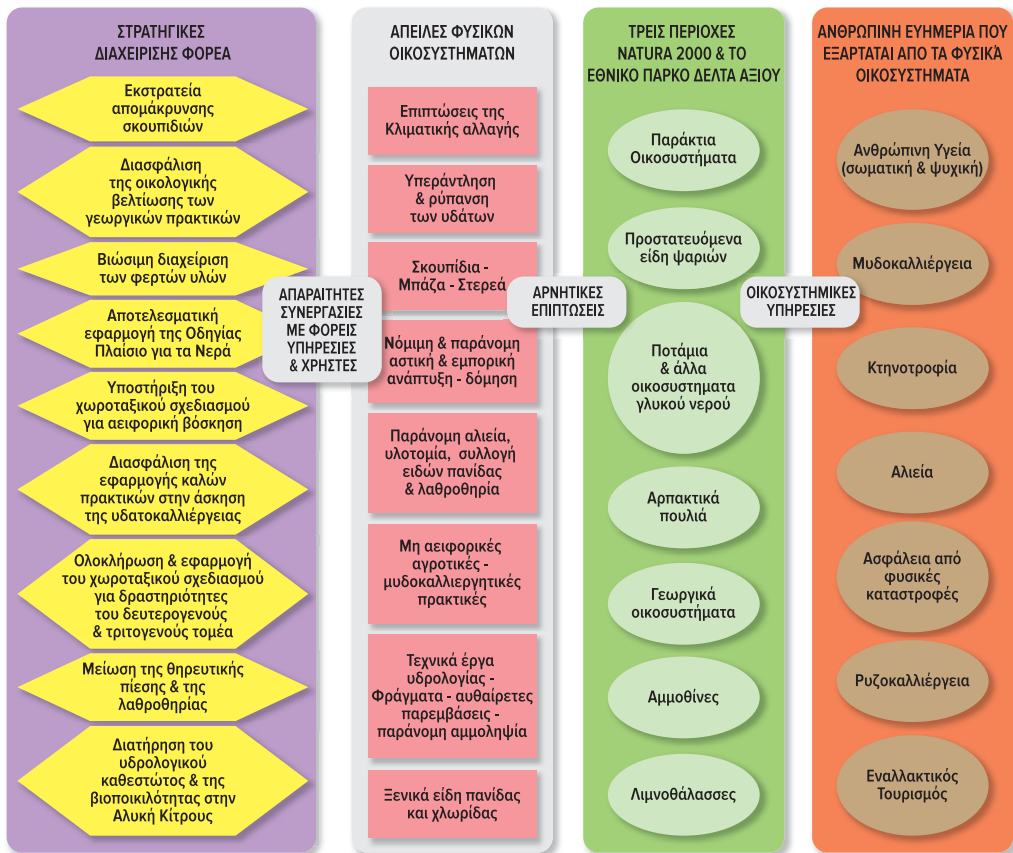 ΣΤΡΑΤΗΓΙΚΕΣ
ΔΙΑΧΕΙΡΙΣΗΣ ΦΟΡΕΑ
Εκστρατεία
απομάκρυνσης
σκουπιδιών
Διασφάλιση
της οικολογικής
βελτίωσης των
γεωργικών πρακτικών
Βιώσιμη διαχείριση
των φερτών υλών
Αποτελεσματική
εφαρμογή της Οδηγίας
Πλαίσιο για τα Νερά
Υποστήριξη του
χωροταξικού σχεδιασμού
για αειφορική βόσκηση
Διασφάλιση της
εφαρμογής καλών
πρακτικών στην άσκηση
της υδατοκαλλιέργειας
Ολοκλήρωση & εφαρμογή
του χωροταξικού σχεδιασμού
για δραστηριότητες
του δευτερογενούς
& τριτογενούς τομέα
Μείωση της θηρευτικής
πίεσης & της
λαθροθηρίας
Διατήρηση του
υδρολογικού
καθεστώτος & της
βιοποικιλότητας στην
Αλυκή Κίτρους
ΑΠΑΡΑΙΤΗΤΕΣ
ΣΥΝΕΡΓΑΣΙΕΣ
ΜΕ ΦΟΡΕΙΣ
ΥΠΗΡΕΣΙΕΣ
& ΧΡΗΣΤΕΣ
ΑΠΕΙΛΕΣ ΦΥΣΙΚΩΝ
ΟΙΚΟΣΥΣΤΗΜΑΤΩΝ
Επιπτώσεις της
Κλιματικής αλλαγής
Υπεράντληση
& ρύπανση
των υδάτων
Σκουπίδια -
Μπάζα - Στερεά
Νόμιμη & παράνομη
αστική & εμπορική
ανάπτυξη - δόμηση
Παράνομη αλιεία,
υλοτομία, συλλογή
ειδών πανίδας
& λαθροθηρία
Μη αειφορικές
αγροτικές -
μυδοκαλλιεργητικές
πρακτικές
Τεχνικά έργα
υδρολογίας -
Φράγματα - αυθαίρετες
παρεμβάσεις -
παράνομη αμμοληψία
Ξενικά είδη πανίδας
και χλωρίδας
ΑΡΝΗΤΙΚΕΣ
ΕΠΙΠΤΩΣΕΙΣ
ΤΡΕΙΣ ΠΕΡΙΟΧΕΣ
NATURA 2000 & ΤΟ
ΕΘΝΙΚΟ ΠΑΡΚΟ ΔΕΛΤΑ ΑΞΙΟΥ
Παράκτια
Οικοσυστήματα
Προστατευόμενα
είδη ψαριών
Ποτάμια
& άλλα
οικοσυστηματα
γλυκού νερού
Αρπακτικά
πουλιά
Γεωργικά
οικοσυστήματα
Αμμοθίνες
Λιμνοθάλασσες
ΟΙΚΟΣΥΣΤΗΜΙΚΕΣ
ΥΠΗΡΕΣΙΕΣ
ΑΝΘΡΩΠΙΝΗ ΕΥΗΜΕΡΙΑ ΠΟΥ
ΕΞΑΡΤΑΤΑΙ ΑΠΟ ΤΑ ΦΥΣΙΚΆ
ΟΙΚΟΣΥΣΤΗΜΑΤΑ
Ανθρώπινη Υγεία
(σωματική & ψυχική)
Μυδοκαλλιέργεια
Κτηνοτροφία
Αλιεία
Ασφάλεια από
φυσικές
καταστροφές
Ρυζοκαλλιέργεια
Εναλλακτικός
Τουρισμός